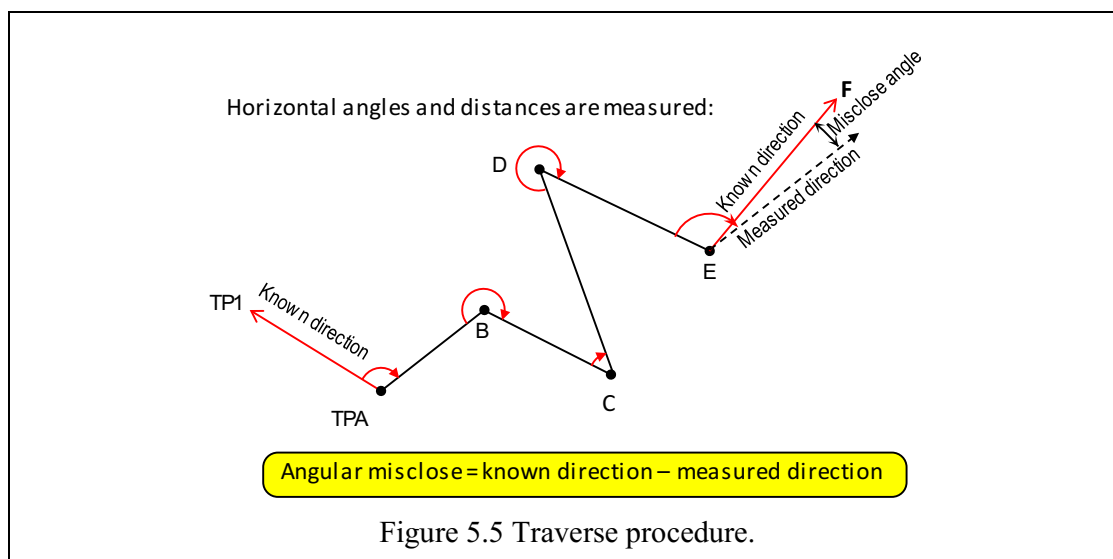 Horizontal angles and distances are measured:
F
Misclose angle
Known direction
Measured direction
D
E
TP1
Known direction
B
C
TPA
Angular misclose = known direction – measured direction
Figure 5.5 Traverse procedure.